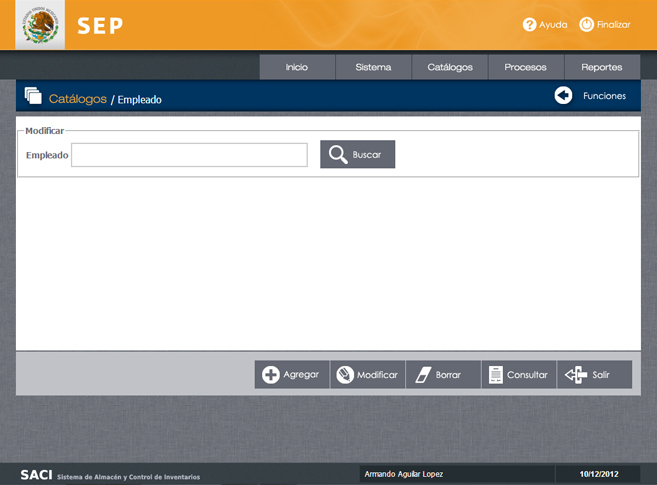 SEP
Ayuda Finalizar
Inicio Sistema Catálogos Procesos Reportes
Catálogos / Empleado Funciones
Modificar
Empleado Buscar
Agregar Modificar Borrar Consultar Salir
SACI Sistema de Almacén y Control de Inventarios Armando Aguilar Lopez 10/12/2012